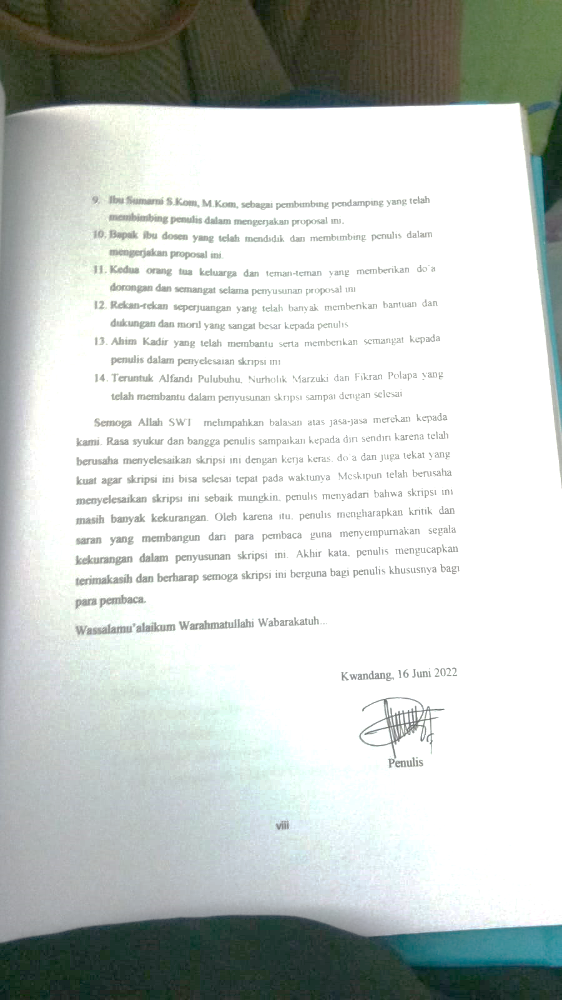 9. Ibu Sumarni S.Kom, M.Kom, sebagai pembimbing pendamping yang telah
membimbing penulis dalam mengerjakan proposal ini.
10. Bapak ibu dosen yang telah mendidik dan membimbing penulis dalam
mengerjakan proposal ini.
11. Kedua orang tua keluarga dan teman-teman yang memberikan do'a
dorongan dan semangat selama penyusunan proposal ini
12. Rekan-rekan seperjuangan yang telah banyak memberikan bantuan dan
dukungan dan moril yang sangat besar kepada penulis
13. Ahim Kadir yang telah membantu serta memberikan semangat kepada
penulis dalam penyelesaian skripsi ini
14. Teruntuk Alfandi Pulubuhu, Nurholik Marzuki dan Fikran Polapa yang
telah membantu dalam penyusunan skripsi sampai dengan selesai
Semoga Allah SWT melimpahkan balasan atas jasa-jasa merekan kepada
kami. Rasa syukur dan bangga penulis sampaikan kepada diri sendiri karena telah
berusaha menyelesaikan skripsi ini dengan kerja keras, do'a dan juga tekat yang
kuat agar skripsi ini bisa selesai tepat pada waktunya Meskipun telah berusaha
menyelesaikan skripsi ini sebaik mungkin, penulis menyadari bahwa skripsi ini
masih banyak kekurangan. Oleh karena itu, penulis mengharapkan kritik dan
saran yang membangun dari para pembaca guna menyempurnakan segala
kekurangan dalam penyusunan skripsi ini. Akhir kata, penulis mengucapkan
terimakasih dan berharap semoga skripsi ini berguna bagi penulis khususnya bagi
para pembaca.
Wassalamu'alaikum Warahmatullahi Wabarakatuh...
Kwandang, 16 Juni 2022
Penulis
viii